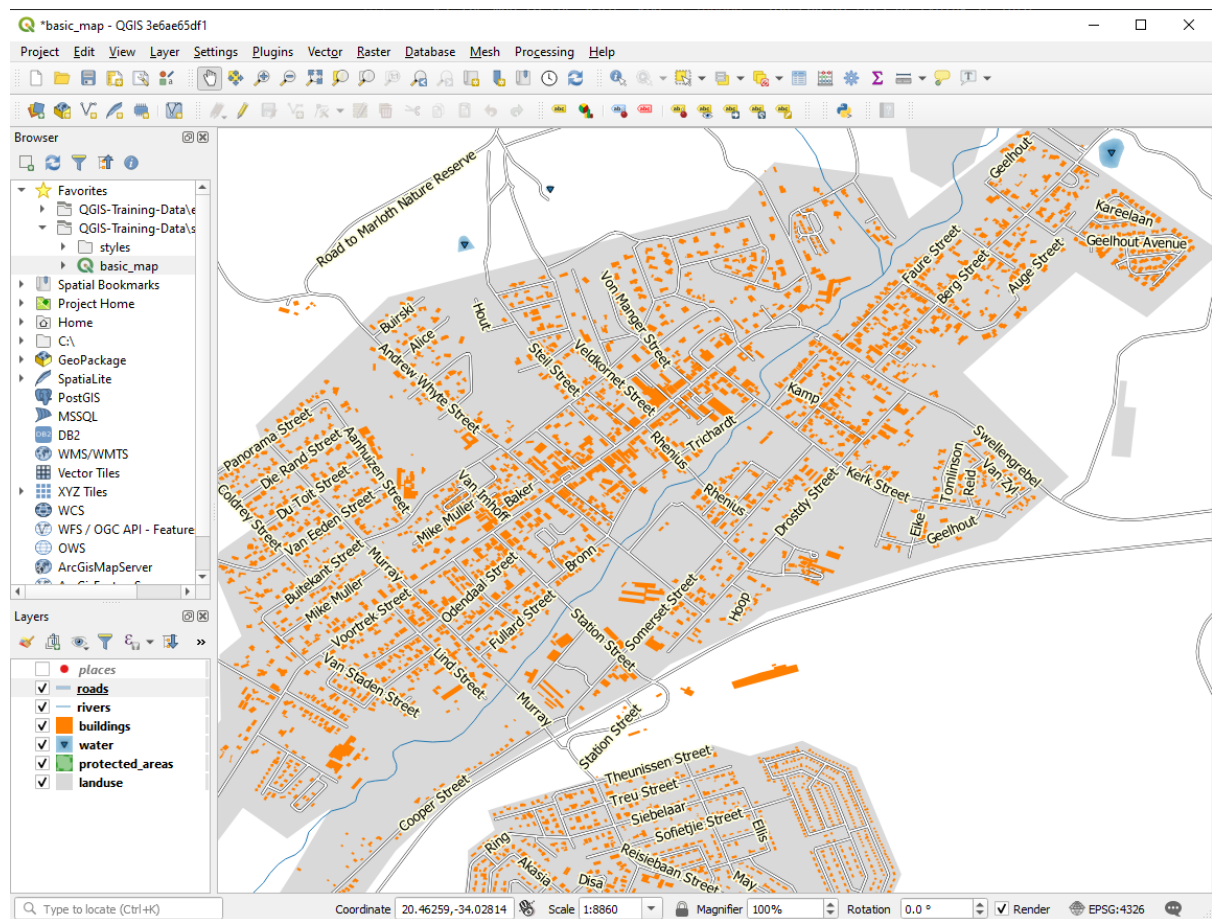 *basic_map - QGIS 3e6ae65df1
Project Edit View Layer Settings Plugins Vector Raster Database Mesh Processing Help
Browser
Favorites
QGIS-Training-Data\e
QGIS-Training-Data\s
styles
basic_map
Spatial Bookmarks
Project Home
Home
C:\
GeoPackage
SpatiaLite
PostGIS
MSSQL
DB2
WMS/WMTS
Vector Tiles
XYZ Tiles
WCS
WFS / OGC API - Feature
OWS
ArcGisMapServer
Layers
places
roads
rivers
buildings
water
protected_areas
landuse
Road to Marloth Nature Reserve
Geelhout
Kareelaan
Geelhout Avenue
Faure Street
Berg Street
Auge Street
Von Manger Street
Buirski
Alice
Hout
Andrew Whyte Street
Steil Street
Veldkornet Street
Kamp
Rhenius
Trichardt
Panorama Street
Die Rand Street
Aanhuizen Street
Du Toit Street
Coldrey Street
Van Eeden Street
Van Imhoff
Baker
Mike Muller
Rhenius
Drostdy Street
Kerk Street
Swellengrebel
Tomlinson
Reid
Van Zyl
Eike
Geelhout
Buitekant Street
Murray
Mike Muller
Bronn
Odendaal Street
Voortrek Street
Fullard Street
Station Street
Somerset Street
Hoop
Van Staden Street
Lind Street
Murray
Station Street
Cooper Street
Theunissen Street
Treu Street
Siebelaar
Sofietjie Street
Ellis
Ring
Reisiebaan Street
Akasia
Disa
May
Type to locate (Ctrl+K)
Coordinate 20.46259,-34.02814 Scale 1:8860 Magnifier 100% Rotation 0.0 ° Render EPSG:4326